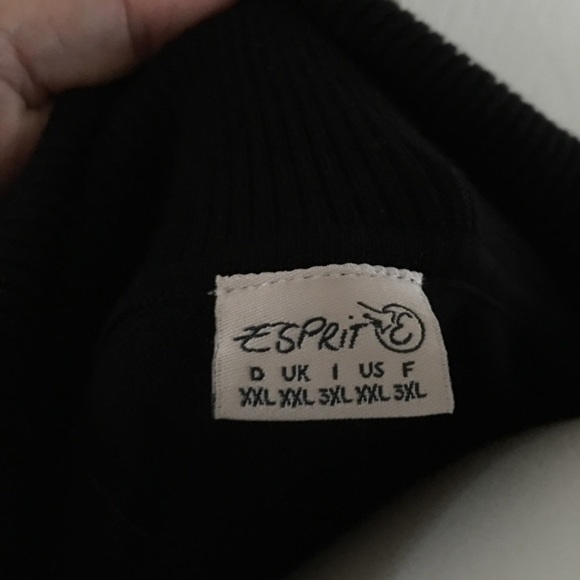 ESPRiT E
D UK I US F
XXL XXL 3XL XXL 3XL